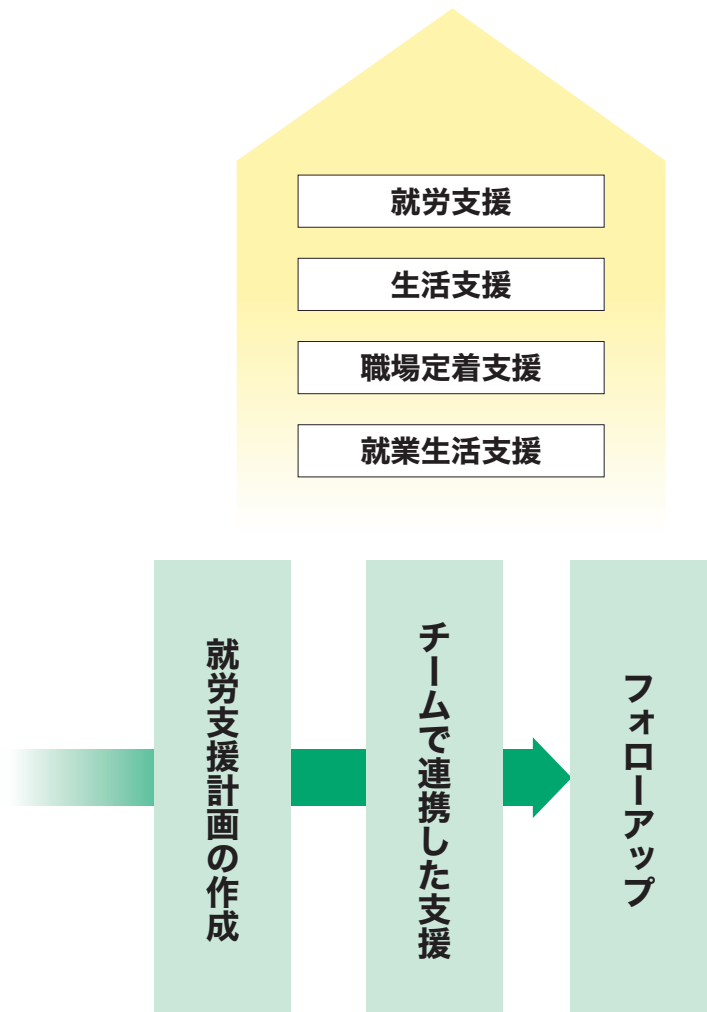 就労支援
生活支援
職場定着支援
就業生活支援
就労支援計画の作成
チームで連携した支援
フォローアップ